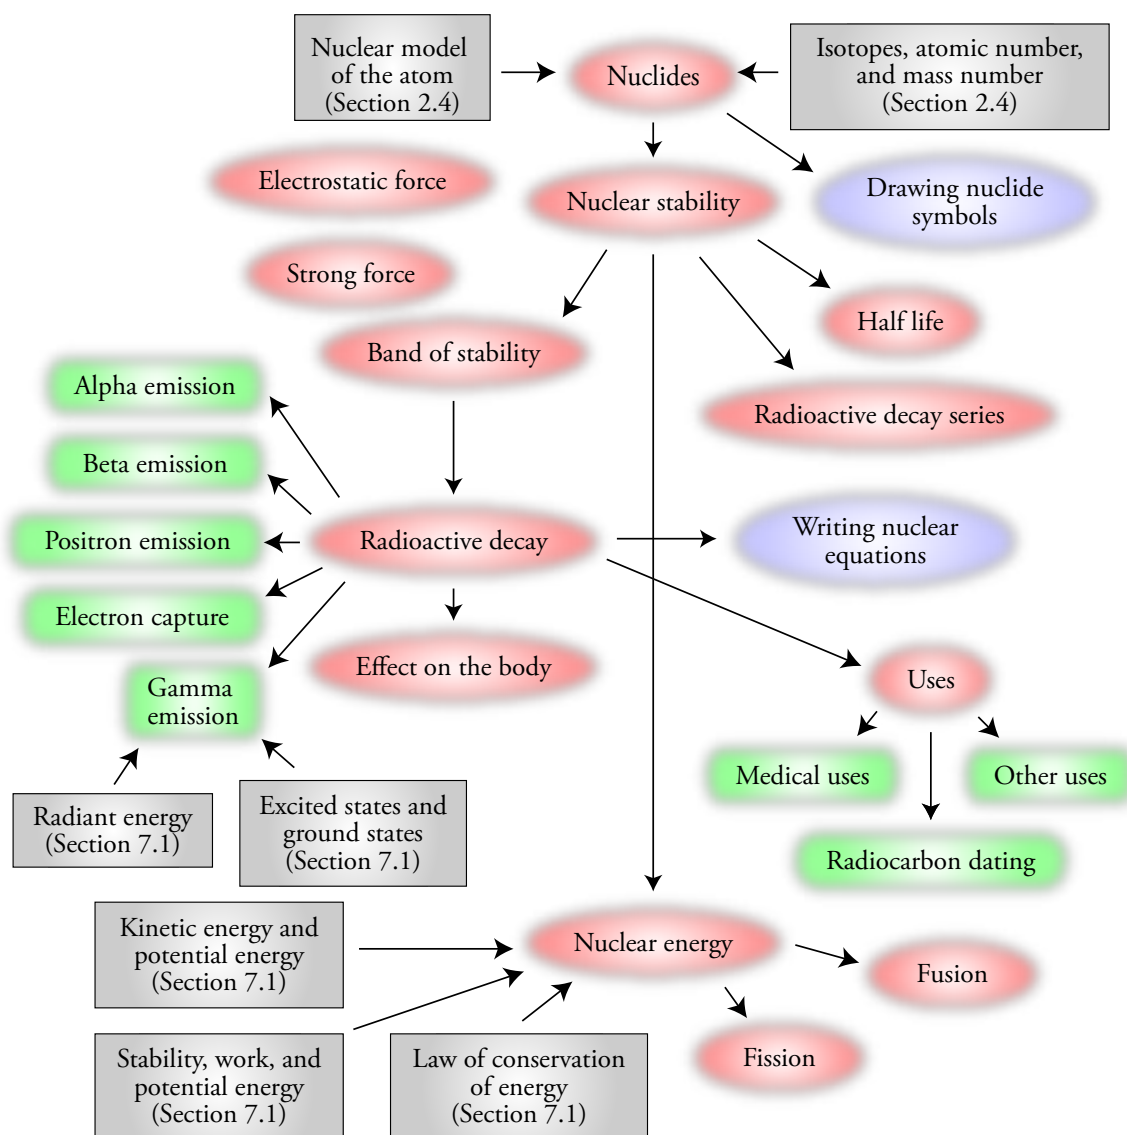 Nuclear model
of the atom
(Section 2.4)
Nuclides
Isotopes, atomic number,
and mass number
(Section 2.4)
Electrostatic force
Nuclear stability
Drawing nuclide
symbols
Strong force
Half life
Band of stability
Alpha emission
Radioactive decay series
Beta emission
Positron emission
Radioactive decay
Writing nuclear
equations
Electron capture
Effect on the body
Uses
Gamma
emission
Medical uses
Other uses
Radiant energy
(Section 7.1)
Excited states and
ground states
(Section 7.1)
Radiocarbon dating
Kinetic energy and
potential energy
(Section 7.1)
Nuclear energy
Fusion
Stability, work, and
potential energy
(Section 7.1)
Law of conservation
of energy
(Section 7.1)
Fission